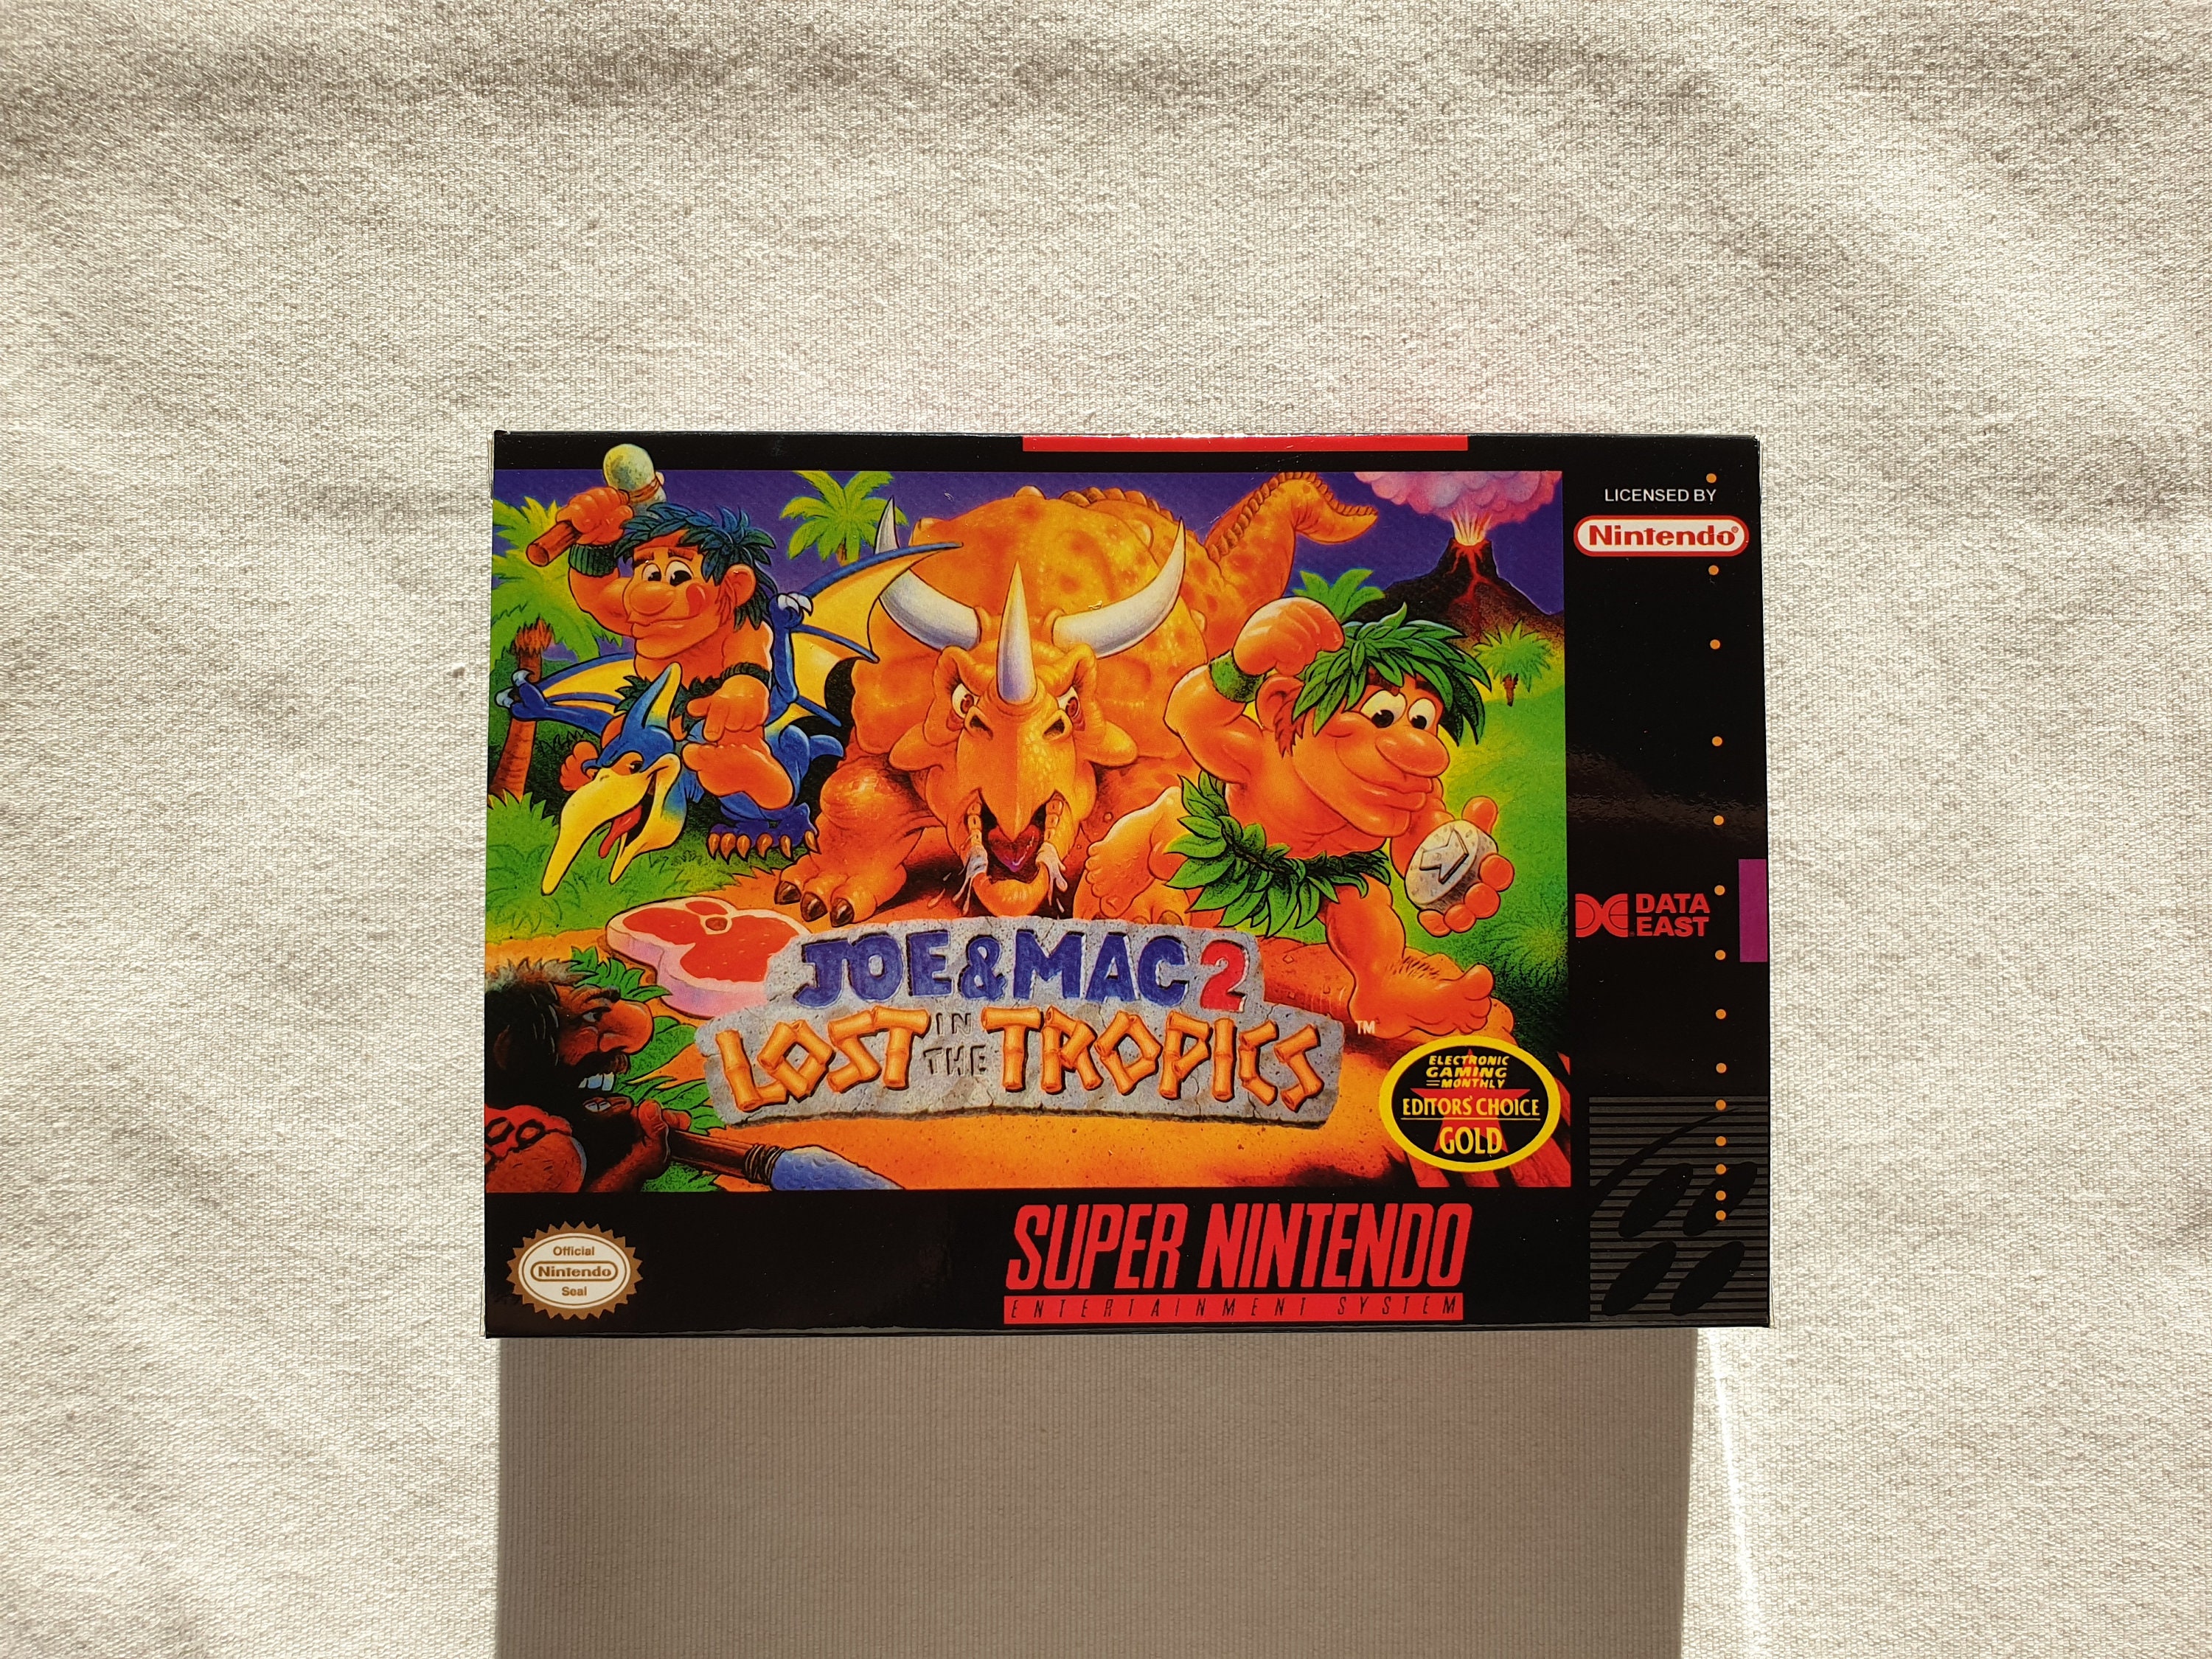 LICENSED BY
Nintendo®
DATA
EAST
JOE & MAC 2
LOST IN THE TROPICS
TM
ELECTRONIC
GAMING
MONTHLY
EDITORS' CHOICE
GOLD
Official
Nintendo
Seal
SUPER NINTENDO
ENTERTAINMENT SYSTEM